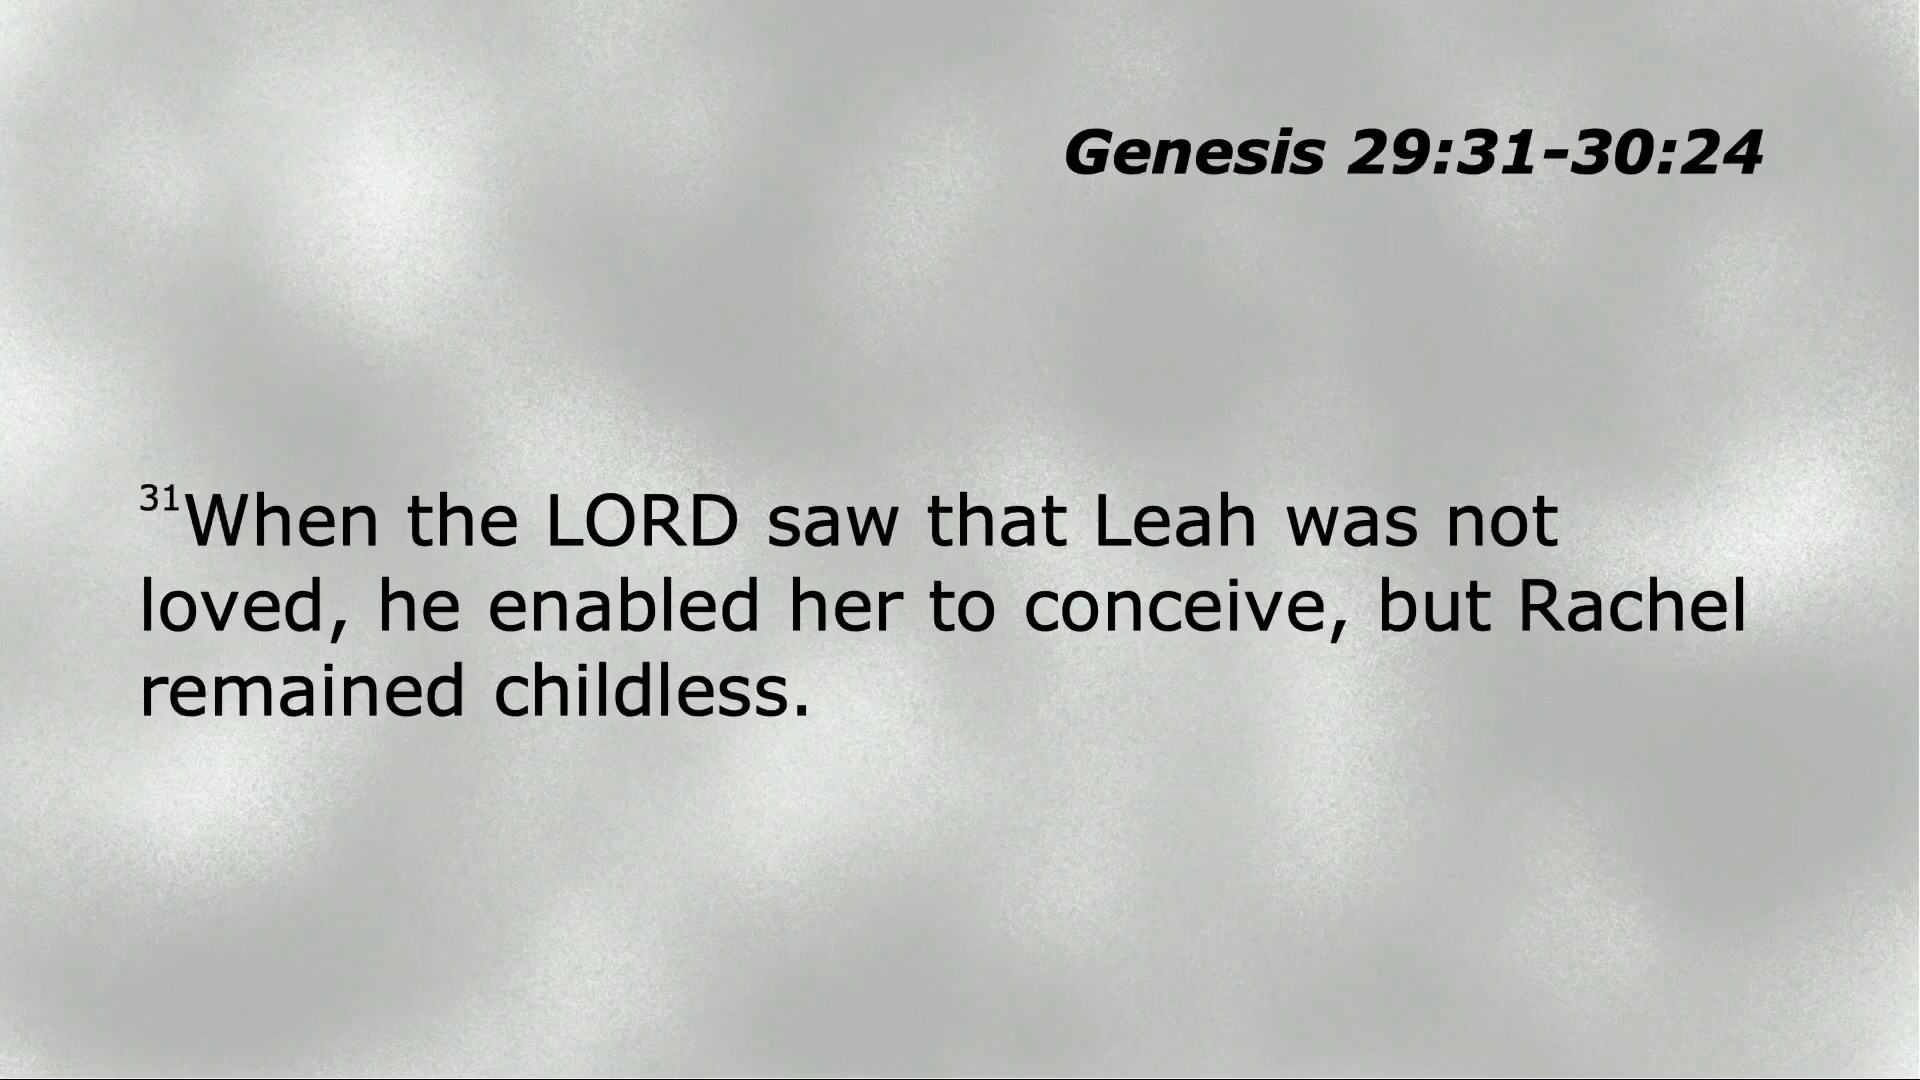 Genesis 29:31-30:24
31When the LORD saw that Leah was not
loved, he enabled her to conceive, but Rachel
remained childless.